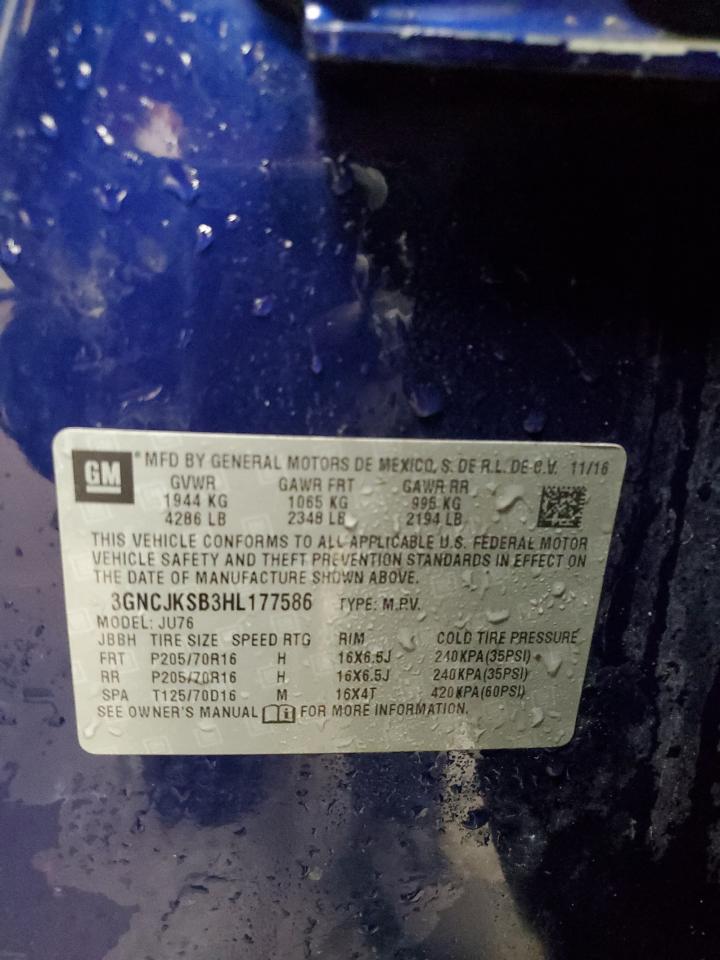 GM
MFD BY GENERAL MOTORS DE MEXICO, S. DE R.L. DE C.V. 11/16
GVWR GAWR FRT GAWR RR
1944 KG 1065 KG 995 KG
4286 LB 2348 LB 2194 LB
THIS VEHICLE CONFORMS TO ALL APPLICABLE U.S. FEDERAL MOTOR
VEHICLE SAFETY AND THEFT PREVENTION STANDARDS IN EFFECT ON
THE DATE OF MANUFACTURE SHOWN ABOVE.
3GNCJKSB3HL177586 TYPE: M.P.V.
MODEL: JU76
JBBH TIRE SIZE SPEED RTG RIM COLD TIRE PRESSURE
FRT P205/70R16 H 16X6.5J 240KPA(35PSI)
RR P205/70R16 H 16X6.5J 240KPA(35PSI)
SPA T125/70D16 M 16X4T 420KPA(60PSI)
SEE OWNER'S MANUAL FOR MORE INFORMATION.